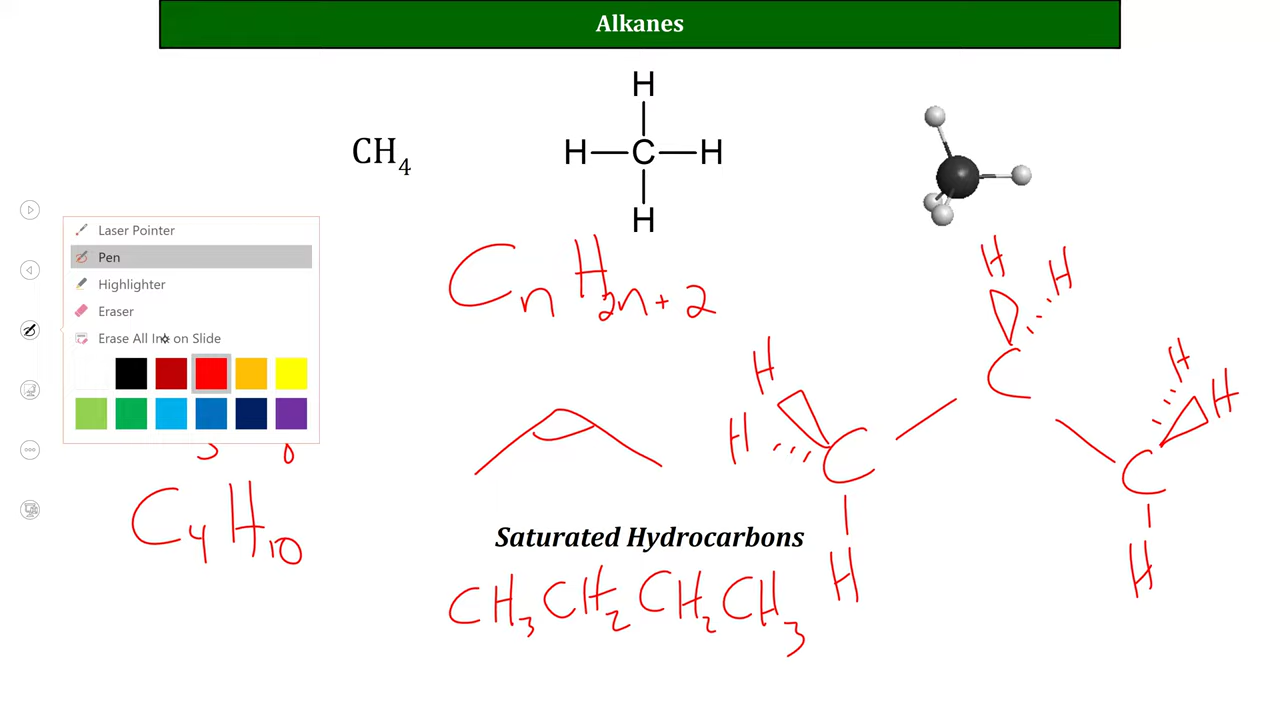 Alkanes
CH4
H
H C H
H
Laser Pointer
Pen
Highlighter
Eraser
Erase All Ink on Slide
CnH2n+2
H H
C
H
H
C
H
H H
C
H
C4H10
Saturated Hydrocarbons
CH3CH2CH2CH3